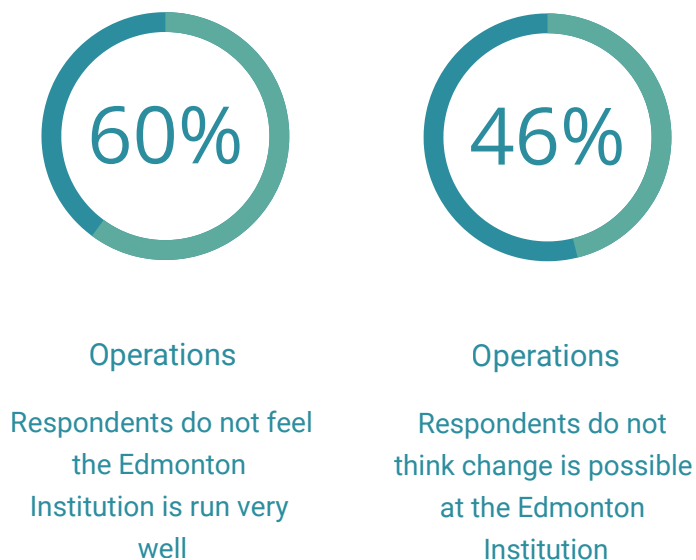 60%
Operations
Respondents do not feel
the Edmonton
Institution is run very
well
46%
Operations
Respondents do not
think change is possible
at the Edmonton
Institution